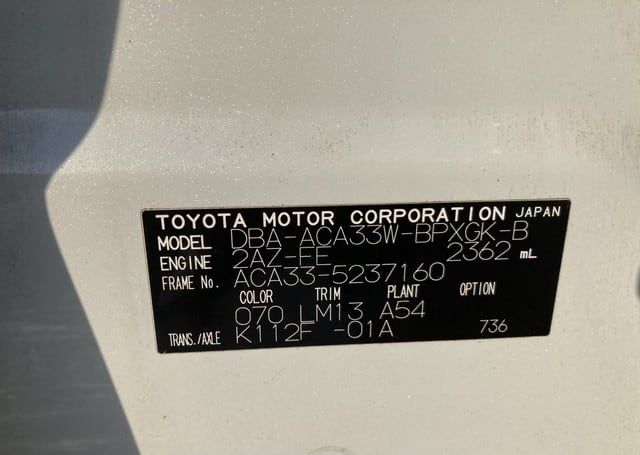 TOYOTA MOTOR CORPORATION JAPAN
MODEL DBA-ACA33W-BPXGK-B
ENGINE 2AZ-FE 2362 mL
FRAME No. ACA33-5237160
COLOR TRIM PLANT OPTION
070 LM13 A54
TRANS./AXLE K112F -01A 736